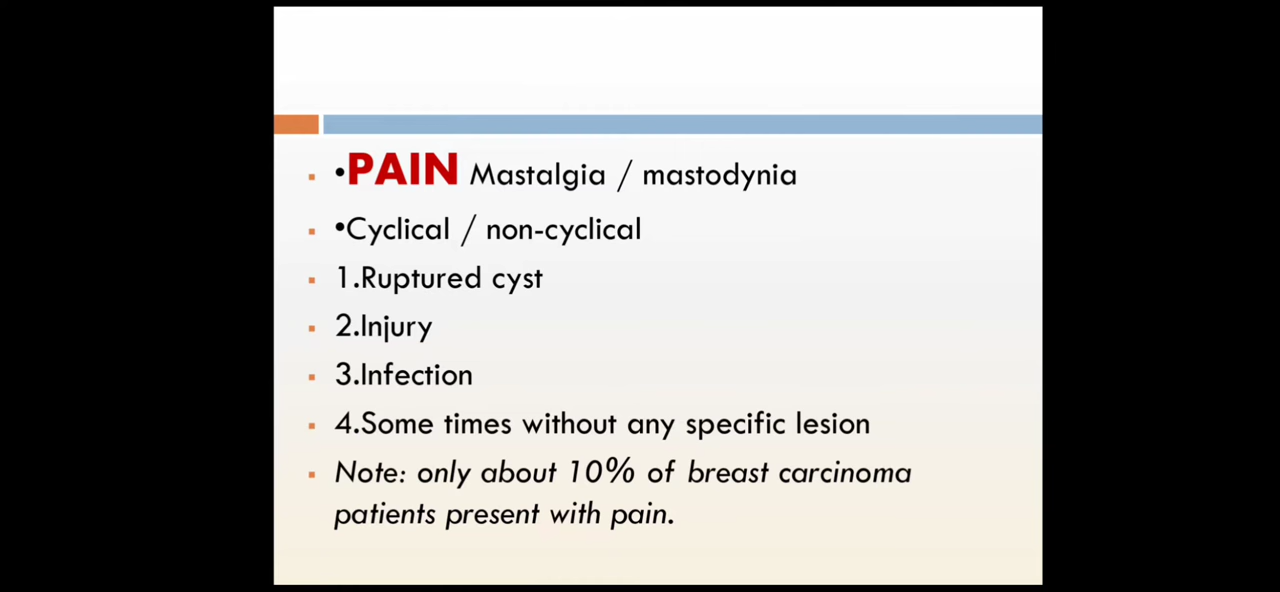 ▪ •PAIN Mastalgia / mastodynia
▪ •Cyclical / non-cyclical
▪ 1.Ruptured cyst
▪ 2.Injury
▪ 3.Infection
▪ 4.Some times without any specific lesion
▪ Note: only about 10% of breast carcinoma
patients present with pain.